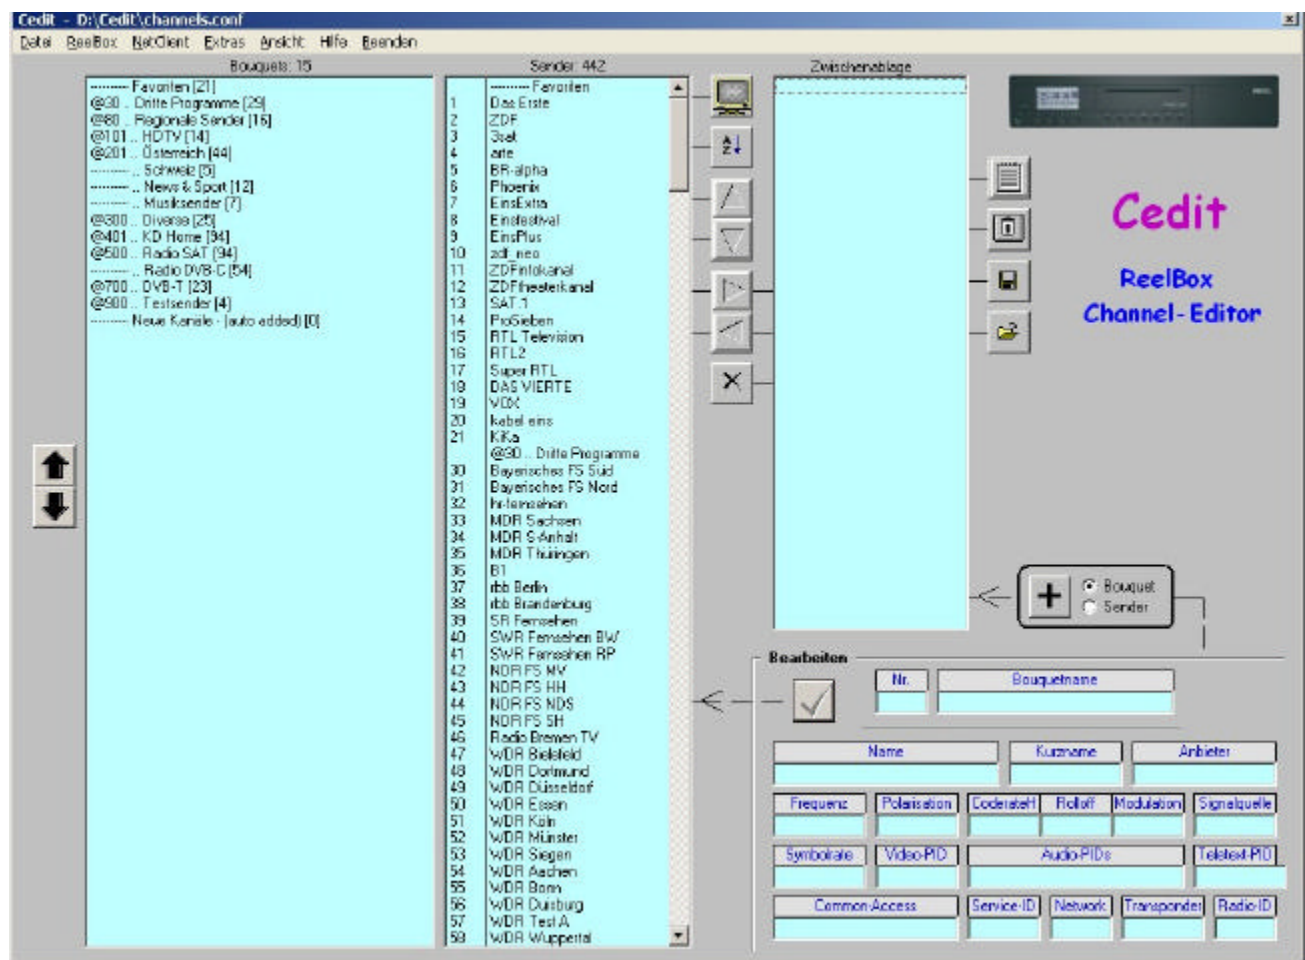 Cedit - D:\Cedit\channels.conf
Datei ReelBox NetClient Extras Ansicht Hilfe Beenden
Bouquets: 15
--------- Favoriten [21]
@30 .. Dritte Programme [29]
@80 .. Regionale Sender [16]
@101 .. HDTV [14]
@201 .. Österreich [44]
--------- .. Schweiz [5]
--------- .. News & Sport [12]
--------- .. Musiksender [7]
@300 .. Diverse [25]
@401 .. KD Home [94]
@500 .. Radio SAT [94]
--------- .. Radio DVB-C [54]
@700 .. DVB-T [23]
@900 .. Testsender [4]
--------- Neue Kanäle - (auto added) [0]
Sender: 442
--------- Favoriten
1 Das Erste
2 ZDF
3 3sat
4 arte
5 BR-alpha
6 Phoenix
7 EinsExtra
8 Einsfestival
9 EinsPlus
10 zdf_neo
11 ZDFinfokanal
12 ZDFtheaterkanal
13 SAT.1
14 ProSieben
15 RTL Television
16 RTL2
17 Super RTL
18 DAS VIERTE
19 VOX
20 kabel eins
21 KiKa
@30 .. Dritte Programme
30 Bayerisches FS Süd
31 Bayerisches FS Nord
32 hr-fernsehen
33 MDR Sachsen
34 MDR S-Anhalt
35 MDR Thüringen
36 B1
37 rbb Berlin
38 rbb Brandenburg
39 SR Fernsehen
40 SWR Fernsehen BW
41 SWR Fernsehen RP
42 NDR FS MV
43 NDR FS HH
44 NDR FS NDS
45 NDR FS SH
46 Radio Bremen TV
47 WDR Bielefeld
48 WDR Dortmund
49 WDR Düsseldorf
50 WDR Essen
51 WDR Köln
52 WDR Münster
53 WDR Siegen
54 WDR Aachen
55 WDR Bonn
56 WDR Duisburg
57 WDR Test A
58 WDR Wuppertal
Zwischenablage
Cedit
ReelBox
Channel-Editor
Bouquet
Sender
Bearbeiten
Nr. Bouquetname
Name Kurzname Anbieter
Frequenz Polarisation CoderateH Rolloff Modulation Signalquelle
Symbolrate Video-PID Audio-PIDs Teletext-PID
Common-Access Service-ID Network Transponder Radio-ID